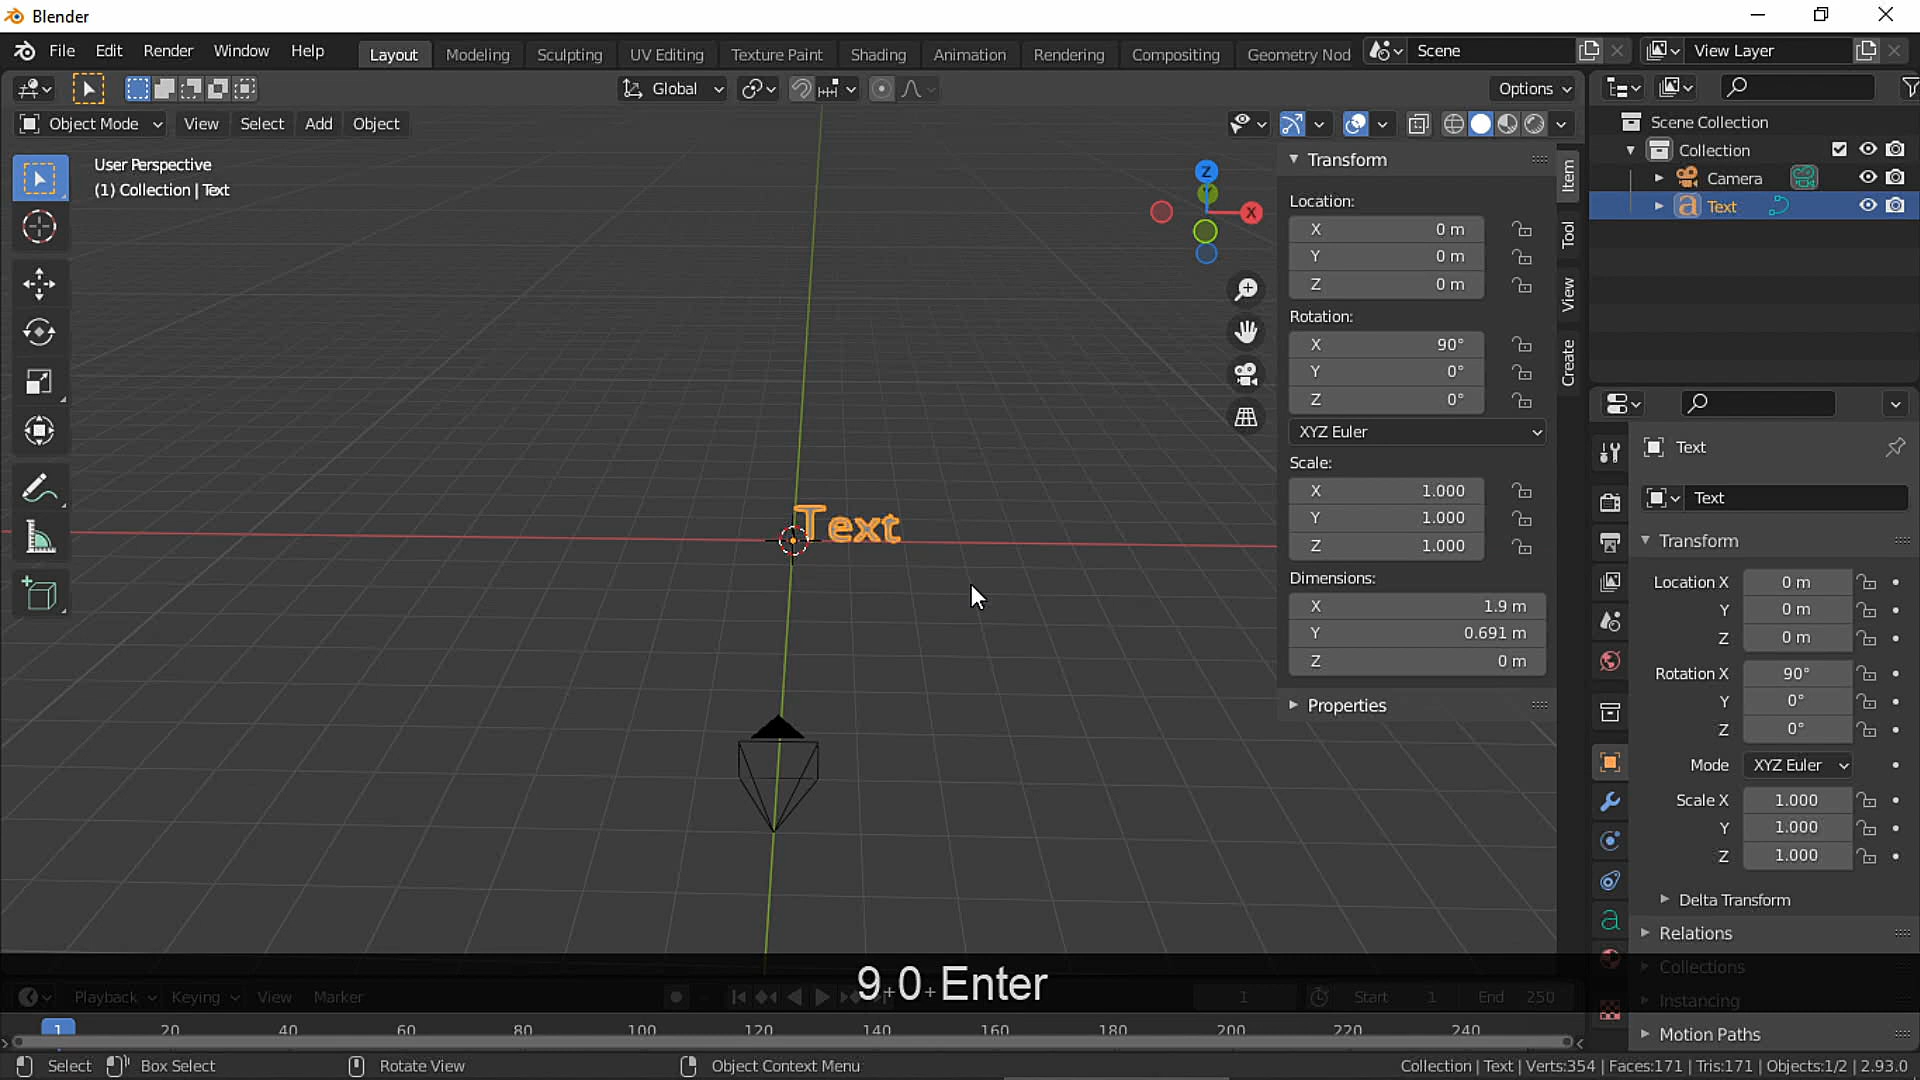 Blender
File Edit Render Window Help Layout Modeling Sculpting UV Editing Texture Paint Shading Animation Rendering Compositing Geometry Nod Scene View Layer
Global Options
Object Mode View Select Add Object
User Perspective
(1) Collection | Text
Z
Y
X
Text
Transform
Location:
X 0 m
Y 0 m
Z 0 m
Rotation:
X 90°
Y 0°
Z 0°
XYZ Euler
Scale:
X 1.000
Y 1.000
Z 1.000
Dimensions:
X 1.9 m
Y 0.691 m
Z 0 m
Properties
Item
Tool
View
Create
Scene Collection
Collection
Camera
Text
Text
Text
Transform
Location X 0 m
Y 0 m
Z 0 m
Rotation X 90°
Y 0°
Z 0°
Mode XYZ Euler
Scale X 1.000
Y 1.000
Z 1.000
Delta Transform
Relations
Collections
Instancing
Motion Paths
9+0+Enter
Playback Keying View Marker 1 Start 1 End 250
1 20 40 60 80 100 120 140 160 180 200 220 240
Select Box Select Rotate View Object Context Menu Collection | Text | Verts:354 | Faces:171 | Tris:171 | Objects:1/2 | 2.93.0